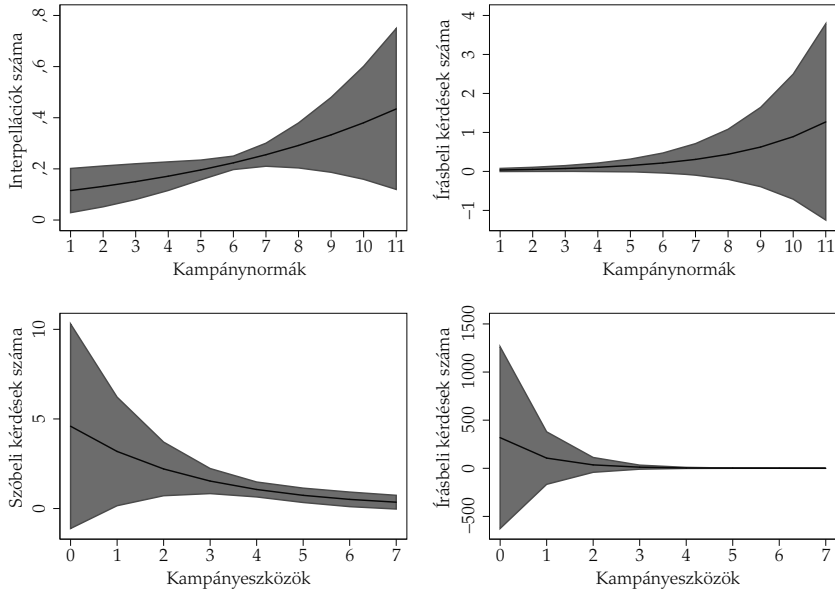 Interpellációk száma
,8
,6
,4
,2
0
1 2 3 4 5 6 7 8 9 10 11
Kampánynormák
Írásbeli kérdések száma
4
3
2
1
0
−1
1 2 3 4 5 6 7 8 9 10 11
Kampánynormák
Szóbeli kérdések száma
10
5
0
0 1 2 3 4 5 6 7
Kampányeszközök
Írásbeli kérdések száma
1500
1000
500
0
−500
0 1 2 3 4 5 6 7
Kampányeszközök